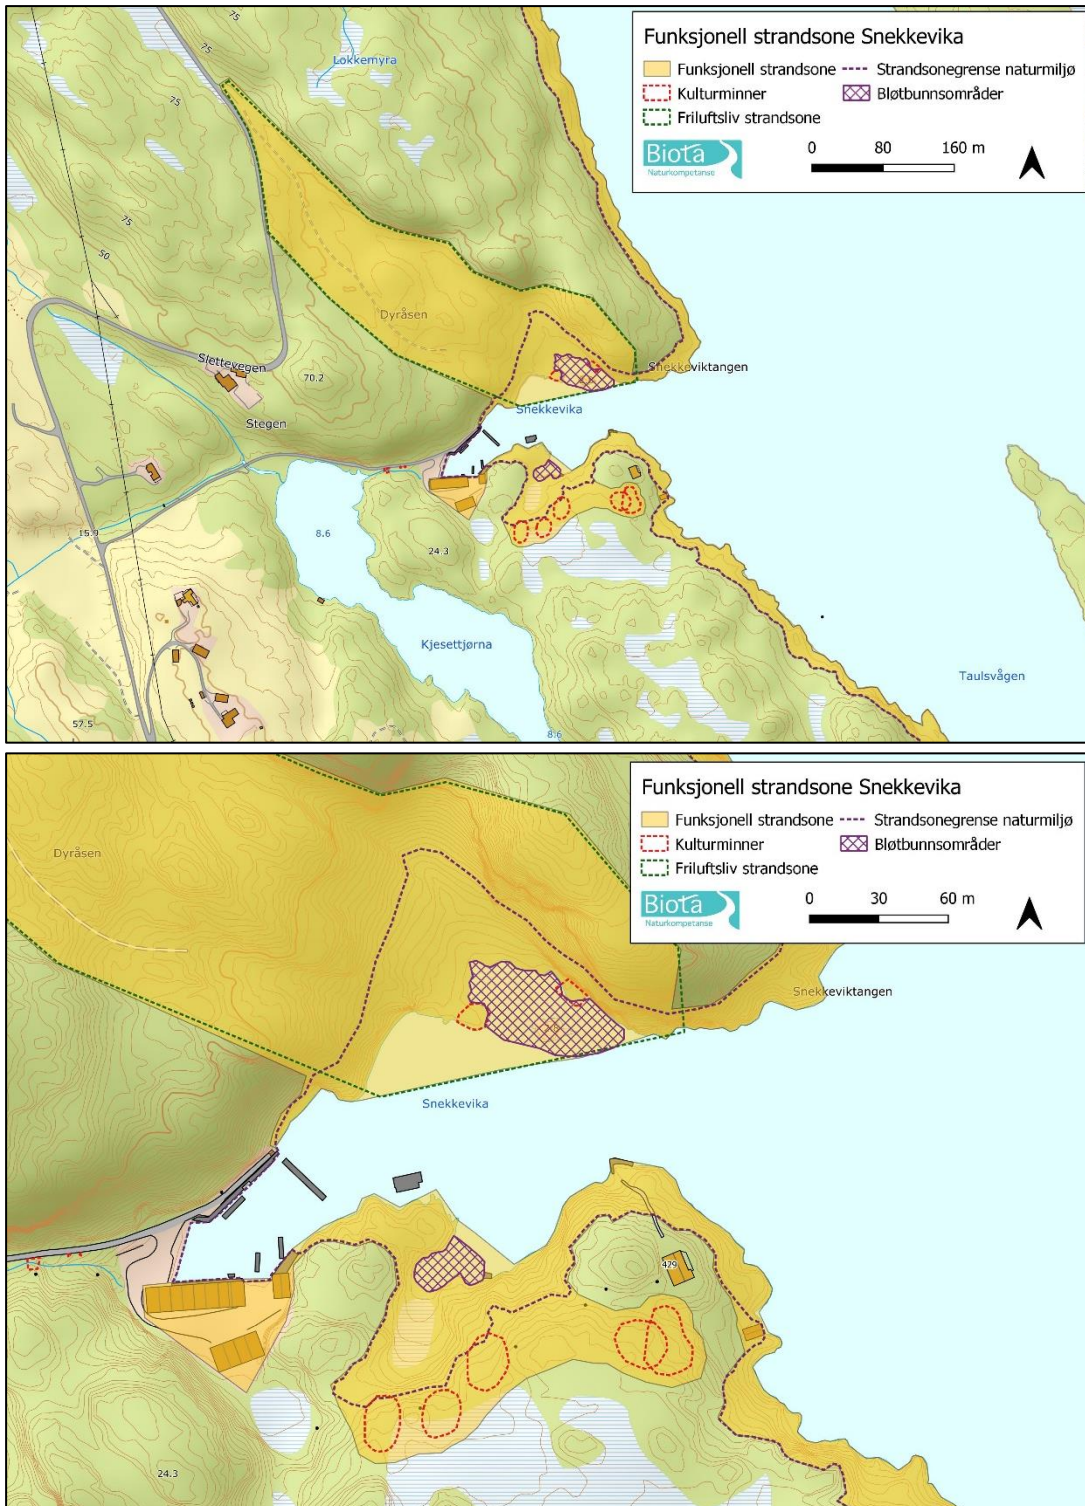 Funksjonell strandsone Snekkevika
Funksjonell strandsone
Strandsonegrense naturmiljø
Kulturminner
Bløtbunnsområder
Friluftsliv strandsone
Biota
Naturkompetanse
0 80 160 m
75
75
Lokkemyra
75
75
50
Dyråsen
Slettevegen
70.2
Stegen
Snekkeviktangen
Snekkevika
15.9
8.6
24.3
Kjesettjørna
Taulsvågen
57.5
8.6
Funksjonell strandsone Snekkevika
Funksjonell strandsone
Strandsonegrense naturmiljø
Kulturminner
Bløtbunnsområder
Friluftsliv strandsone
Biota
Naturkompetanse
0 30 60 m
Dyråsen
Snekkeviktangen
Snekkevika
429
24.3